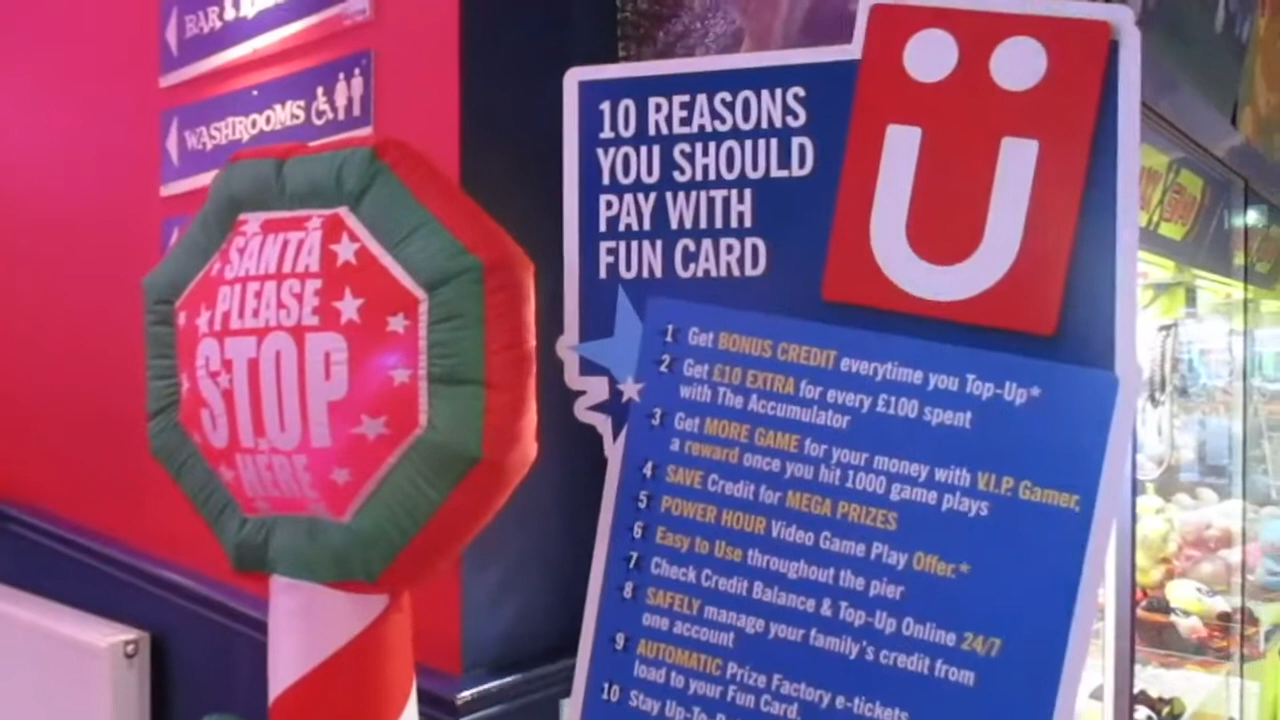 BAR
WASHROOMS
SANTA
PLEASE
STOP
HERE
10 REASONS
YOU SHOULD
PAY WITH
FUN CARD
Ü
1 Get BONUS CREDIT everytime you Top-Up*
2 Get £10 EXTRA for every £100 spent
with The Accumulator
3 Get MORE GAME for your money with V.I.P. Gamer,
a reward once you hit 1000 game plays
4 SAVE Credit for MEGA PRIZES
5 POWER HOUR Video Game Play Offer.*
6 Easy to Use throughout the pier
7 Check Credit Balance & Top-Up Online 24/7
8 SAFELY manage your family's credit from
one account
9 AUTOMATIC Prize Factory e-tickets
load to your Fun Card.
10 Stay Up-To